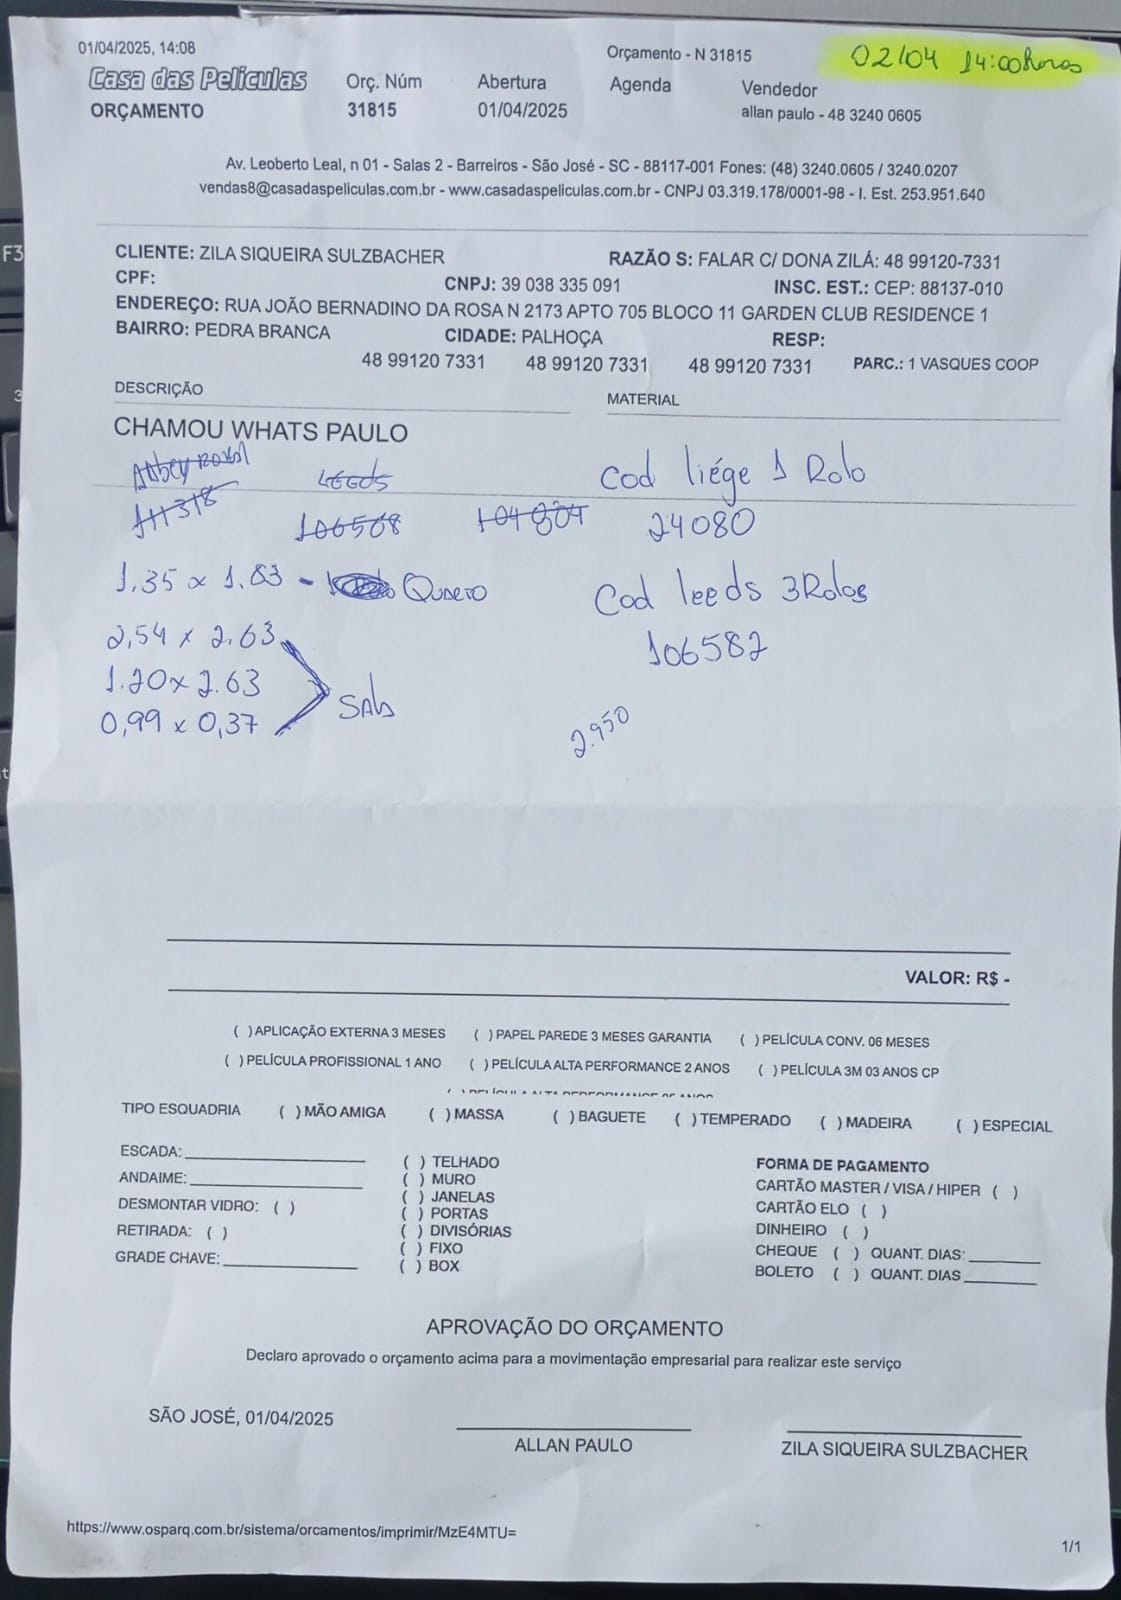 01/04/2025, 14:08
Orçamento - N 31815
02/04 14:00horas
Casa das Películas
Orç. Núm
Abertura
Agenda
Vendedor
ORÇAMENTO
31815
01/04/2025
allan paulo - 48 3240 0605
Av. Leoberto Leal, n 01 - Salas 2 - Barreiros - São José - SC - 88117-001 Fones: (48) 3240.0605 / 3240.0207
vendas8@casadaspeliculas.com.br - www.casadaspeliculas.com.br - CNPJ 03.319.178/0001-98 - I. Est. 253.951.640
CLIENTE: ZILA SIQUEIRA SULZBACHER RAZÃO S: FALAR C/ DONA ZILÁ: 48 99120-7331
CPF: CNPJ: 39 038 335 091 INSC. EST.: CEP: 88137-010
ENDEREÇO: RUA JOÃO BERNADINO DA ROSA N 2173 APTO 705 BLOCO 11 GARDEN CLUB RESIDENCE 1
BAIRRO: PEDRA BRANCA CIDADE: PALHOÇA RESP:
48 99120 7331 48 99120 7331 48 99120 7331 PARC.: 1 VASQUES COOP
DESCRIÇÃO
MATERIAL
CHAMOU WHATS PAULO
Abbey Road LEEDS
Cod liége 1 Rolo
111318 106568 104804
24080
1.35 x 1.83 - Quarto
Cod leeds 3Rolos
2,54 x 2.63
106582
1.20 x 2.63
Sala
0,99 x 0,37
2.950
VALOR: R$ -
( )APLICAÇÃO EXTERNA 3 MESES ( )PAPEL PAREDE 3 MESES GARANTIA ( )PELÍCULA CONV. 06 MESES
( )PELÍCULA PROFISSIONAL 1 ANO ( )PELÍCULA ALTA PERFORMANCE 2 ANOS ( )PELÍCULA 3M 03 ANOS CP
TIPO ESQUADRIA ( )MÃO AMIGA ( )MASSA ( )BAGUETE ( )TEMPERADO ( )MADEIRA ( )ESPECIAL
ESCADA:
ANDAIME:
DESMONTAR VIDRO: ( )
RETIRADA: ( )
GRADE CHAVE:
( ) TELHADO
( ) MURO
( ) JANELAS
( ) PORTAS
( ) DIVISÓRIAS
( ) FIXO
( ) BOX
FORMA DE PAGAMENTO
CARTÃO MASTER / VISA / HIPER ( )
CARTÃO ELO ( )
DINHEIRO ( )
CHEQUE ( ) QUANT. DIAS:
BOLETO ( ) QUANT. DIAS
APROVAÇÃO DO ORÇAMENTO
Declaro aprovado o orçamento acima para a movimentação empresarial para realizar este serviço
SÃO JOSÉ, 01/04/2025
ALLAN PAULO
ZILA SIQUEIRA SULZBACHER
https://www.osparq.com.br/sistema/orcamentos/imprimir/MzE4MTU=
1/1
F3